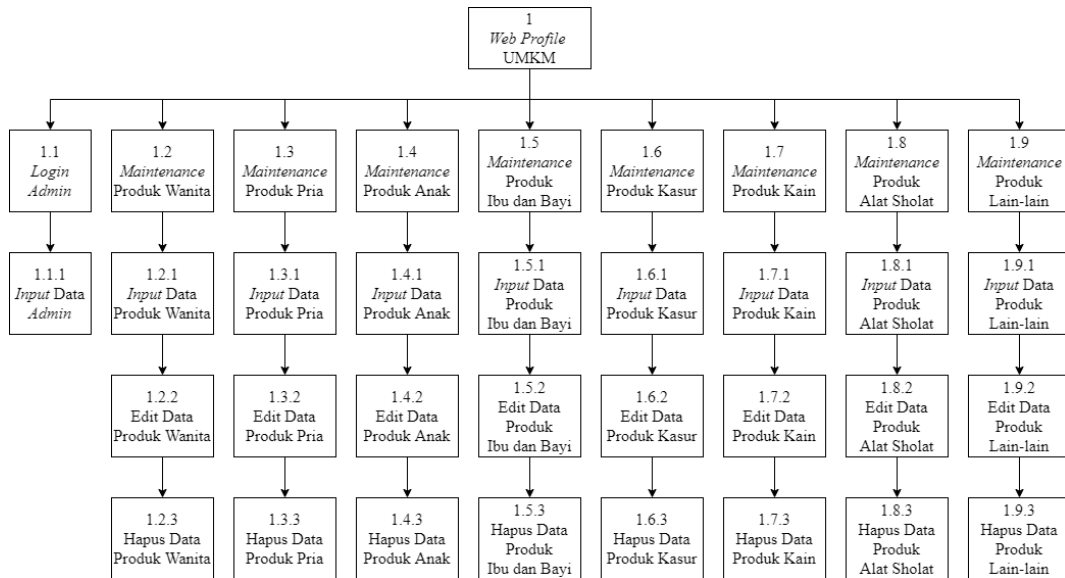 1
Web Profile
UMKM
1.1
Login
Admin
1.2
Maintenance
Produk Wanita
1.3
Maintenance
Produk Pria
1.4
Maintenance
Produk Anak
1.5
Maintenance
Produk
Ibu dan Bayi
1.6
Maintenance
Produk Kasur
1.7
Maintenance
Produk Kain
1.8
Maintenance
Produk
Alat Sholat
1.9
Maintenance
Produk
Lain-lain
1.1.1
Input Data
Admin
1.2.1
Input Data
Produk Wanita
1.3.1
Input Data
Produk Pria
1.4.1
Input Data
Produk Anak
1.5.1
Input Data
Produk
Ibu dan Bayi
1.6.1
Input Data
Produk Kasur
1.7.1
Input Data
Produk Kain
1.8.1
Input Data
Produk
Alat Sholat
1.9.1
Input Data
Produk
Lain-lain
1.2.2
Edit Data
Produk Wanita
1.3.2
Edit Data
Produk Pria
1.4.2
Edit Data
Produk Anak
1.5.2
Edit Data
Produk
Ibu dan Bayi
1.6.2
Edit Data
Produk Kasur
1.7.2
Edit Data
Produk Kain
1.8.2
Edit Data
Produk
Alat Sholat
1.9.2
Edit Data
Produk
Lain-lain
1.2.3
Hapus Data
Produk Wanita
1.3.3
Hapus Data
Produk Pria
1.4.3
Hapus Data
Produk Anak
1.5.3
Hapus Data
Produk
Ibu dan Bayi
1.6.3
Hapus Data
Produk Kasur
1.7.3
Hapus Data
Produk Kain
1.8.3
Hapus Data
Produk
Alat Sholat
1.9.3
Hapus Data
Produk
Lain-lain